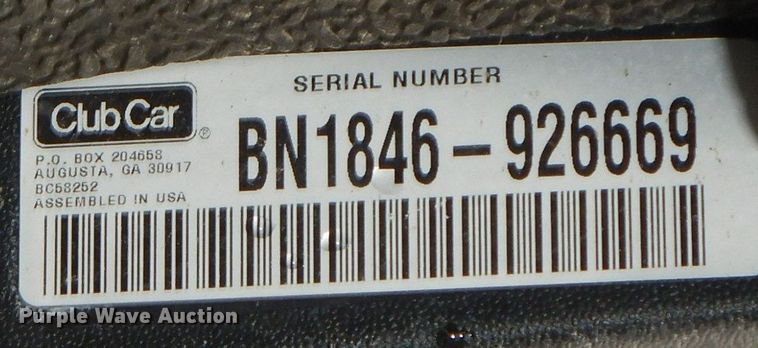 SERIAL NUMBER
Club Car
®
BN1846-926669
P.O. BOX 204658
AUGUSTA, GA 30917
BC58252
ASSEMBLED IN USA
Purple Wave Auction